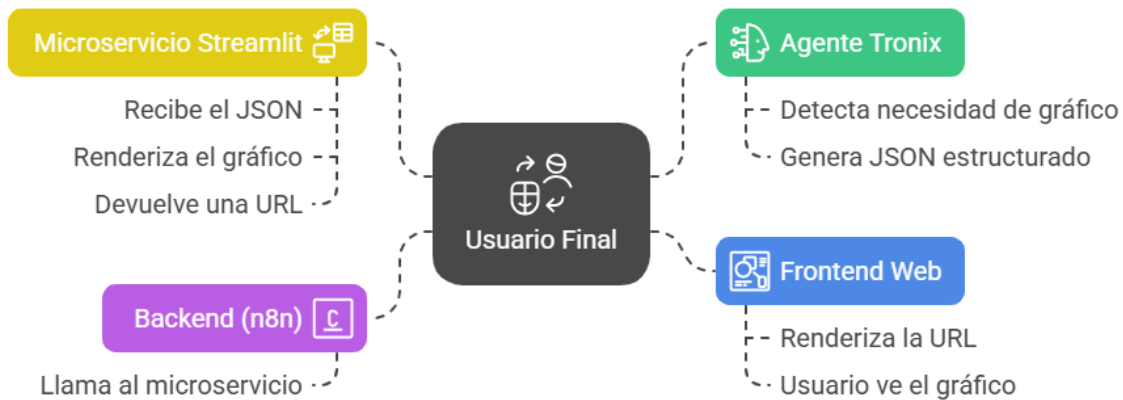 Microservicio Streamlit
Recibe el JSON
Renderiza el gráfico
Devuelve una URL
Backend (n8n)
C
Llama al microservicio
Usuario Final
Agente Tronix
Detecta necesidad de gráfico
Genera JSON estructurado
Frontend Web
Renderiza la URL
Usuario ve el gráfico